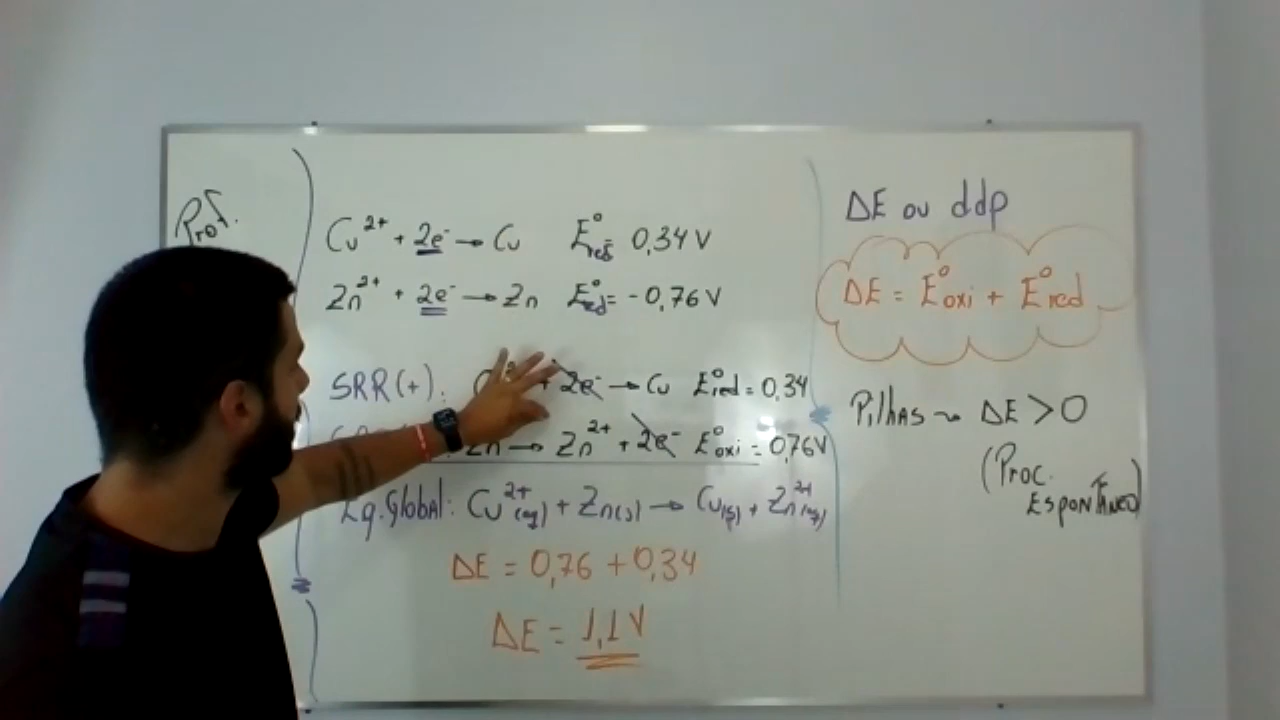 Prof.
Cu²⁺ + 2e⁻ → Cu E°red = 0,34 V
Zn²⁺ + 2e⁻ → Zn E°red = -0,76 V
SRR(+): C + 2e⁻ → Cu E°red = 0,34
Zn → Zn²⁺ + 2e⁻ E°oxi = 0,76V
Eq. Global: Cu²⁺(aq) + Zn(s) → Cu(s) + Zn²⁺(aq)
ΔE = 0,76 + 0,34
ΔE = 1,1 V
ΔE ou ddp
ΔE = E°oxi + E°red
Pilhas → ΔE > 0
(Proc.
Espontâneo)